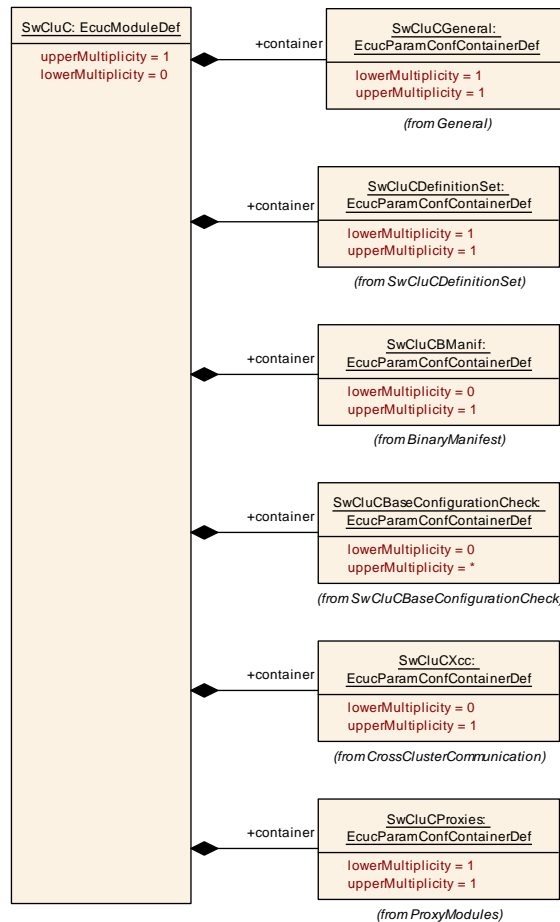 SwCluC: EcucModuleDef
upperMultiplicity = 1
lowerMultiplicity = 0
+container
SwCluCGeneral:
EcucParamConfContainerDef
lowerMultiplicity = 1
upperMultiplicity = 1
(from General)
+container
SwCluCDefinitionSet:
EcucParamConfContainerDef
lowerMultiplicity = 1
upperMultiplicity = 1
(from SwCluCDefinitionSet)
+container
SwCluCBManif:
EcucParamConfContainerDef
lowerMultiplicity = 0
upperMultiplicity = 1
(from BinaryManifest)
+container
SwCluCBaseConfigurationCheck:
EcucParamConfContainerDef
lowerMultiplicity = 0
upperMultiplicity = *
(from SwCluCBaseConfigurationCheck)
+container
SwCluCXcc:
EcucParamConfContainerDef
lowerMultiplicity = 0
upperMultiplicity = 1
(from CrossClusterCommunication)
+container
SwCluCProxies:
EcucParamConfContainerDef
lowerMultiplicity = 1
upperMultiplicity = 1
(from ProxyModules)